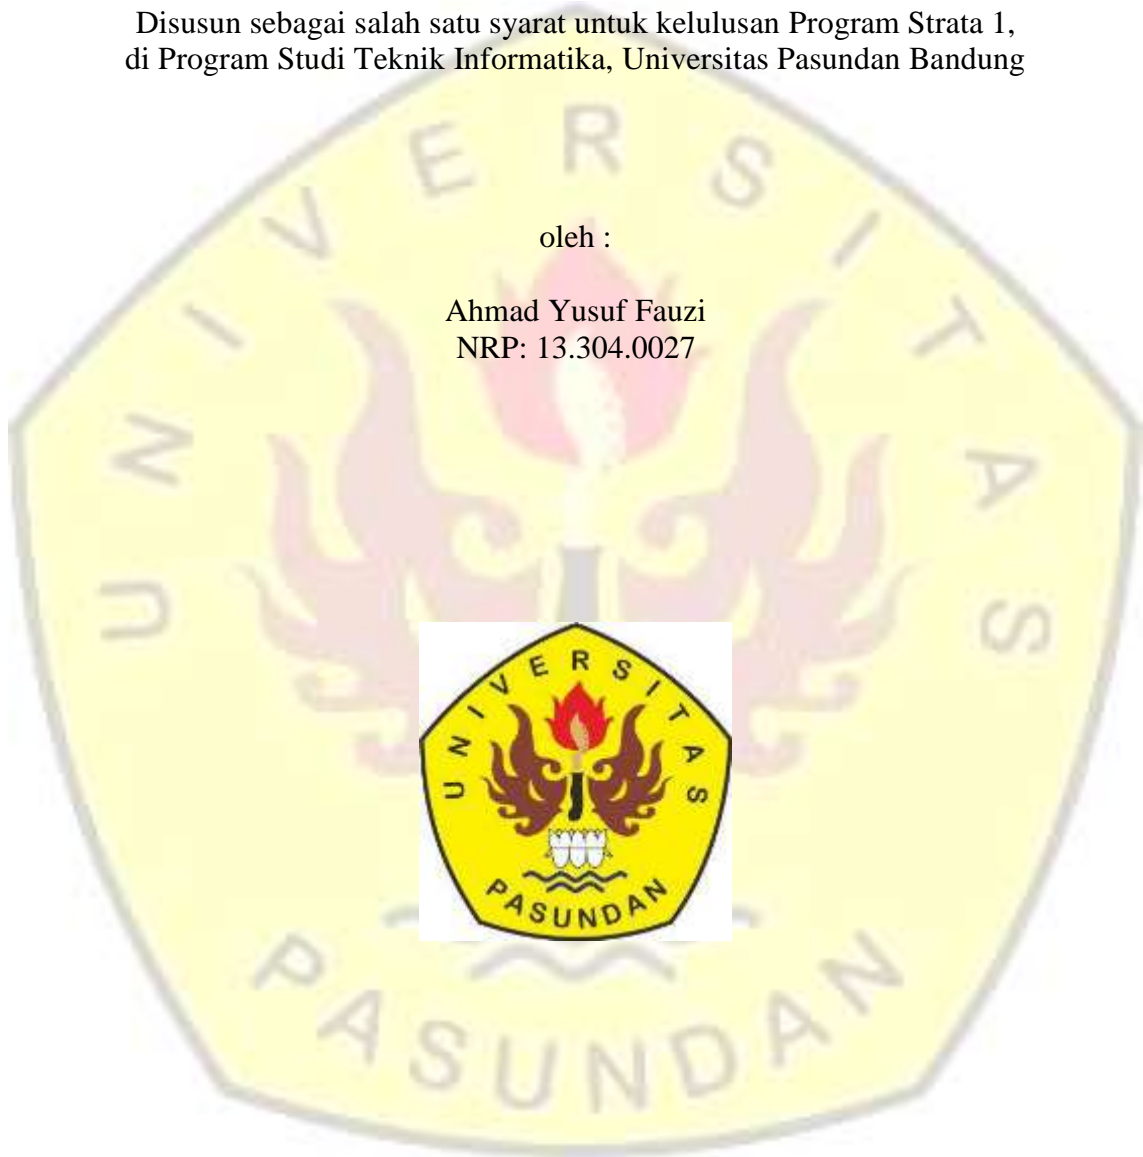 Disusun sebagai salah satu syarat untuk kelulusan Program Strata 1,
di Program Studi Teknik Informatika, Universitas Pasundan Bandung
oleh :
Ahmad Yusuf Fauzi
NRP: 13.304.0027
UNIVERSITAS
PASUNDAN
UNIVERSITAS
PASUNDAN